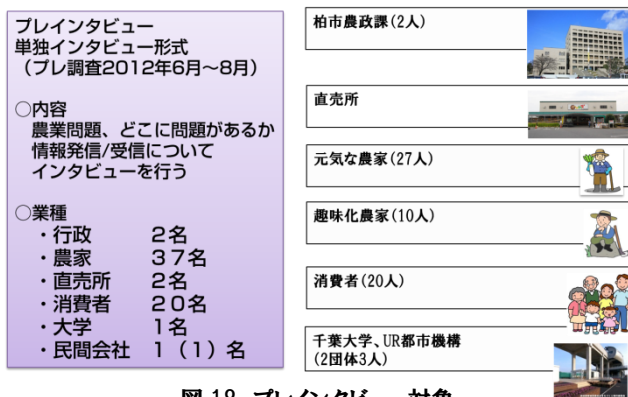 プレインタビュー
単独インタビュー形式
（プレ調査2012年6月～8月）
○内容
農業問題、どこに問題があるか
情報発信/受信について
インタビューを行う
○業種
・行政　　　2名
・農家　　　３７名
・直売所　　2名
・消費者　　２０名
・大学　　　１名
・民間会社　１（１）名
柏市農政課(2人)
直売所
元気な農家(27人)
趣味化農家(10人)
消費者(20人)
千葉大学、UR都市機構
(2団体3人)